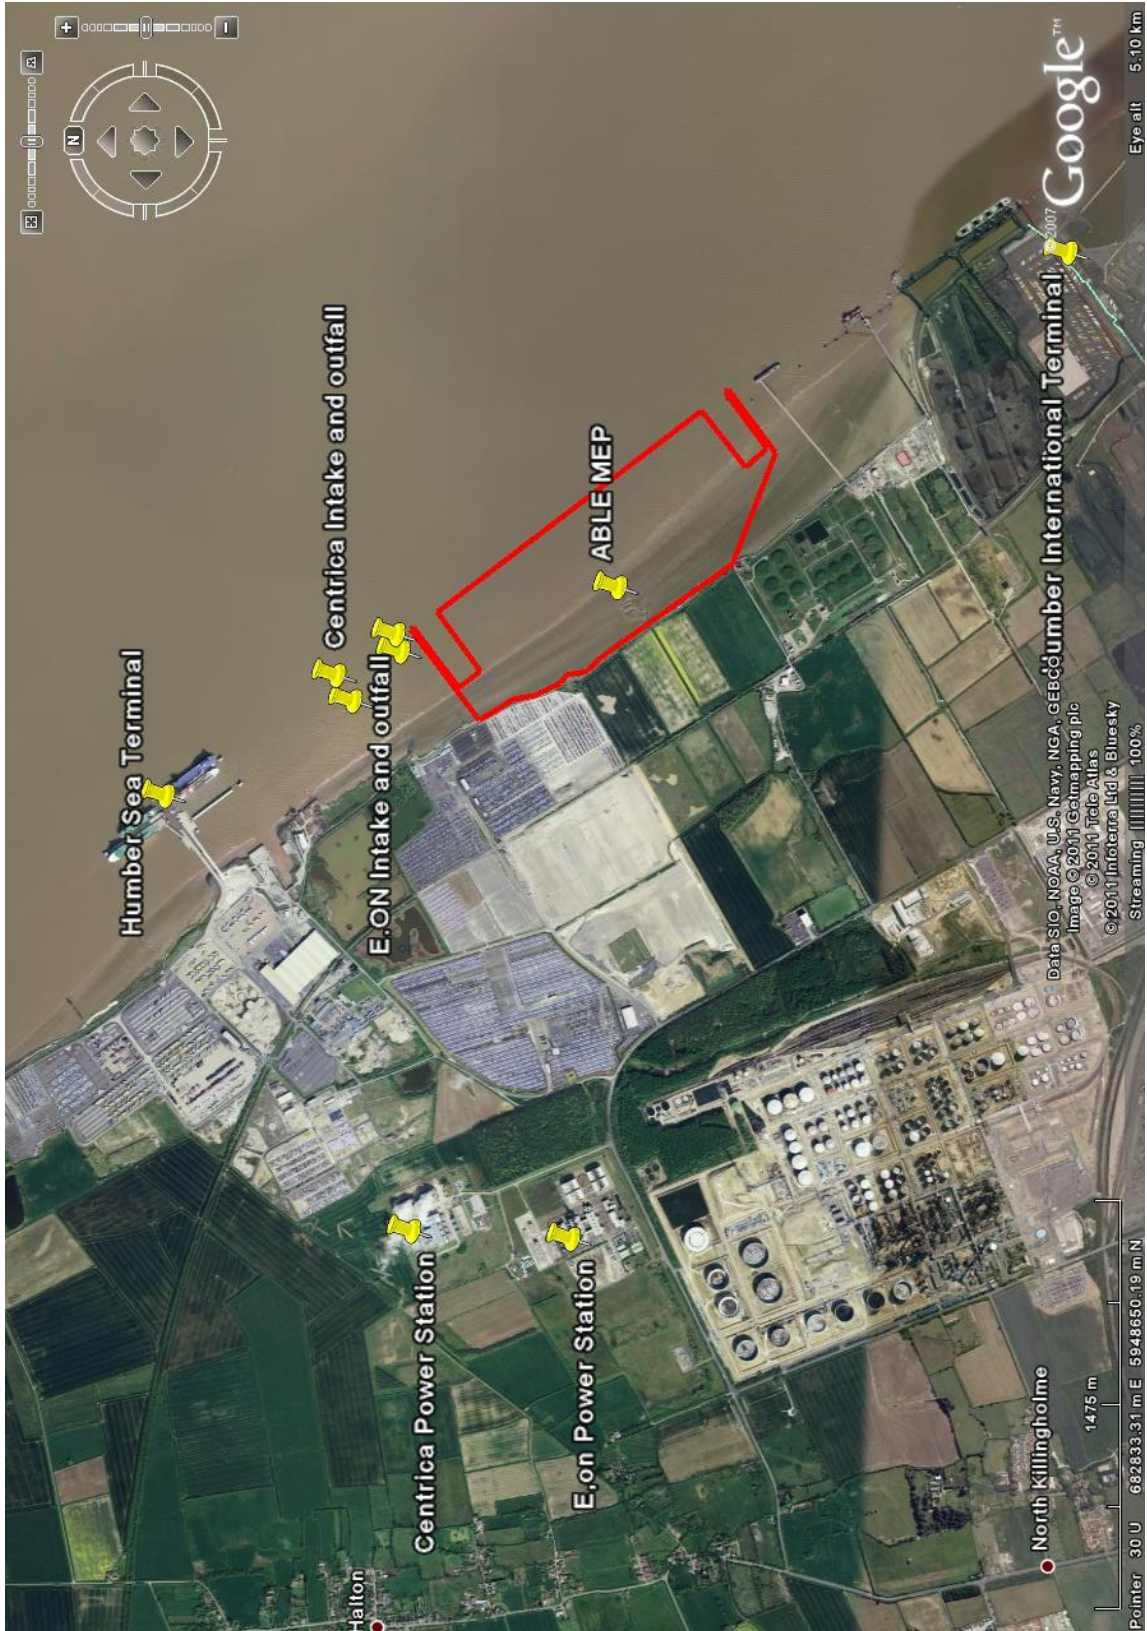 N
Humber Sea Terminal
Centrica Intake and outfall
E.ON Intake and outfall
ABLE MEP
Centrica Power Station
E.on Power Station
Halton
North Killingholme
umber International Terminal
Data SIO, NOAA, U.S. Navy, NGA, GEBCO
Image © 2011 Getmapping plc
© 2011 Tele Atlas
© 2011 Infoterra Ltd & Bluesky
© 2007 Google™
1475 m
Pointer 30 U 682833.31 m E 5948650.19 m N
Streaming |||||||||| 100%
Eye alt 5.10 km